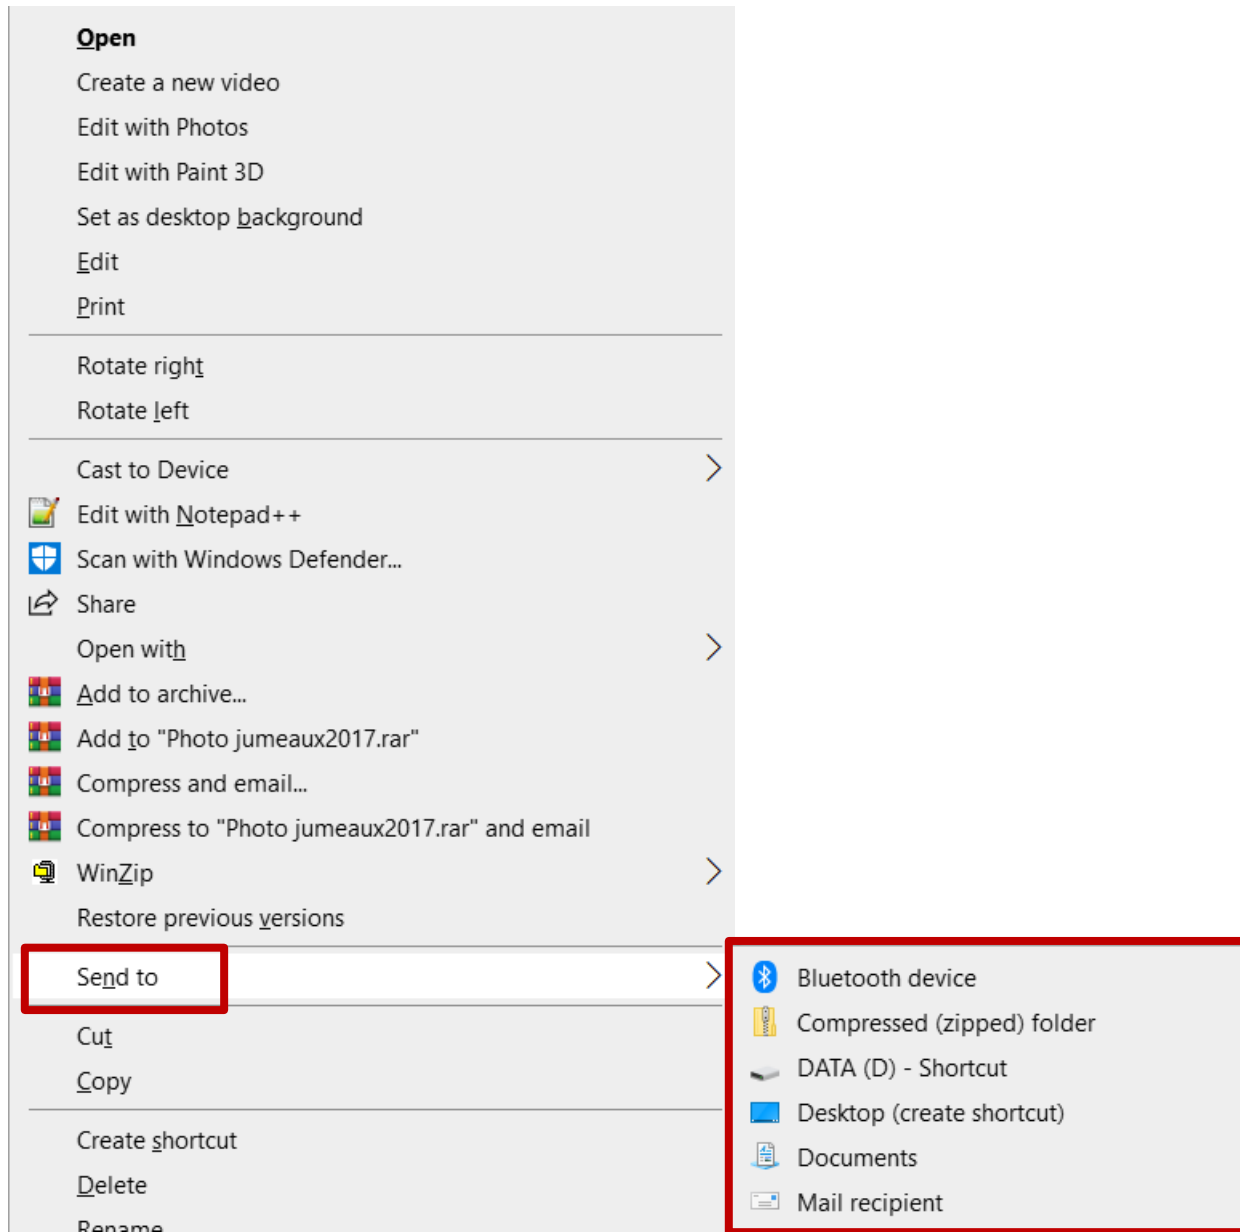 Open
Create a new video
Edit with Photos
Edit with Paint 3D
Set as desktop background
Edit
Print
Rotate right
Rotate left
Cast to Device
Edit with Notepad++
Scan with Windows Defender...
Share
Open with
Add to archive...
Add to "Photo jumeaux2017.rar"
Compress and email...
Compress to "Photo jumeaux2017.rar" and email
WinZip
Restore previous versions
Send to
Cut
Copy
Create shortcut
Delete
Rename
Bluetooth device
Compressed (zipped) folder
DATA (D) - Shortcut
Desktop (create shortcut)
Documents
Mail recipient